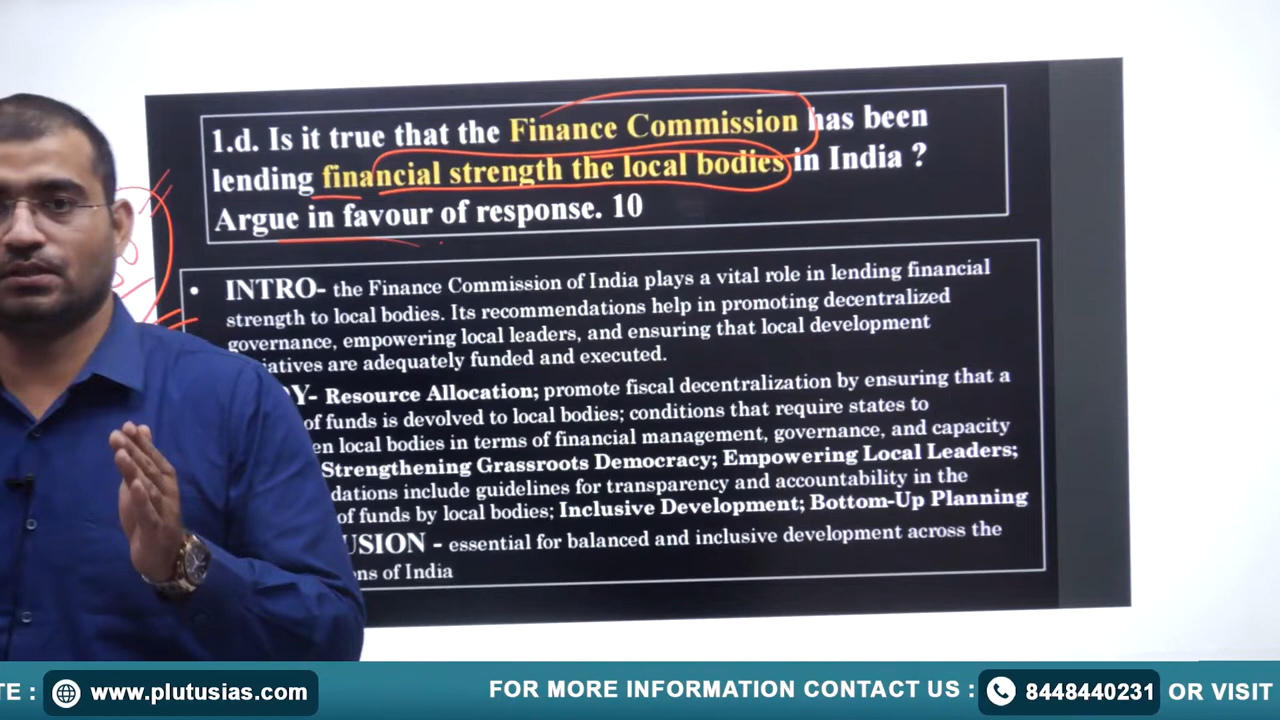 1.d. Is it true that the Finance Commission has been
lending financial strength the local bodies in India ?
Argue in favour of response. 10
• INTRO- the Finance Commission of India plays a vital role in lending financial
strength to local bodies. Its recommendations help in promoting decentralized
governance, empowering local leaders, and ensuring that local development
iatives are adequately funded and executed.
Y- Resource Allocation; promote fiscal decentralization by ensuring that a
of funds is devolved to local bodies; conditions that require states to
en local bodies in terms of financial management, governance, and capacity
Strengthening Grassroots Democracy; Empowering Local Leaders;
dations include guidelines for transparency and accountability in the
of funds by local bodies; Inclusive Development; Bottom-Up Planning
USION - essential for balanced and inclusive development across the
ns of India
TE : www.plutusias.com FOR MORE INFORMATION CONTACT US : 8448440231 OR VISIT